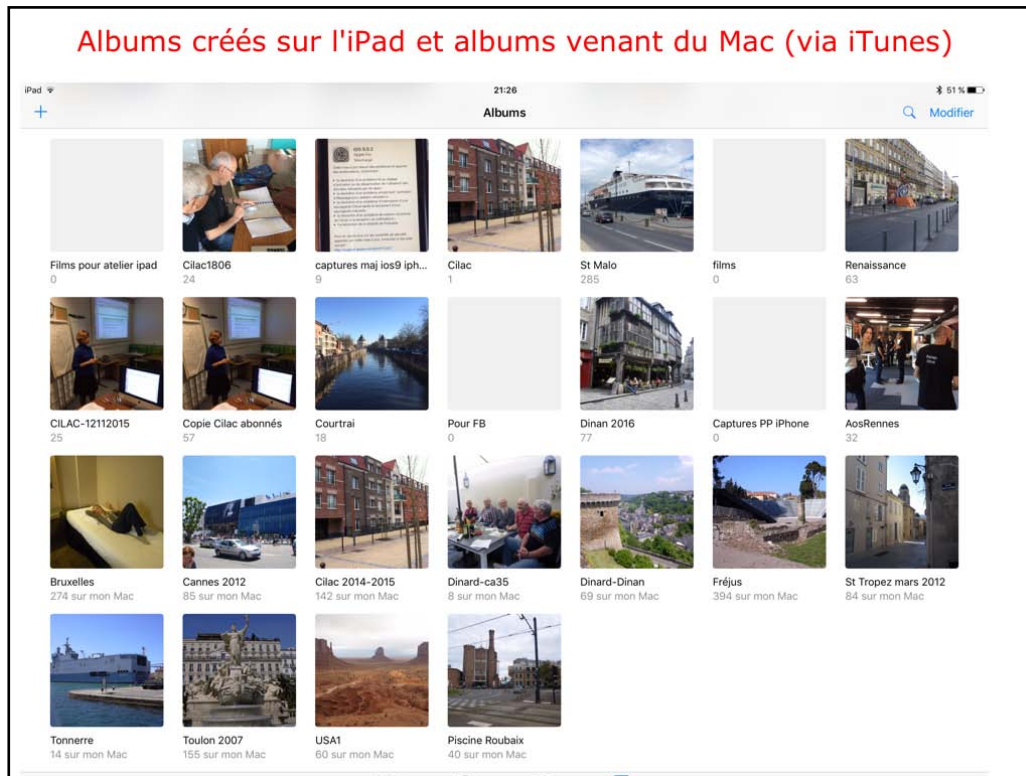 Albums créés sur l'iPad et albums venant du Mac (via iTunes)
iPad 21:26 51 %
Albums Modifier
Films pour atelier ipad Cilac1806 captures maj ios9 iph... Cilac St Malo films Renaissance
0 24 9 1 285 0 63
CILAC-12112015 Copie Cilac abonnés Courtrai Pour FB Dinan 2016 Captures PP iPhone AosRennes
25 57 18 0 77 0 32
Bruxelles Cannes 2012 Cilac 2014-2015 Dinard-ca35 Dinard-Dinan Fréjus St Tropez mars 2012
274 sur mon Mac 85 sur mon Mac 142 sur mon Mac 8 sur mon Mac 69 sur mon Mac 394 sur mon Mac 84 sur mon Mac
Tonnerre Toulon 2007 USA1 Piscine Roubaix
14 sur mon Mac 155 sur mon Mac 60 sur mon Mac 40 sur mon Mac